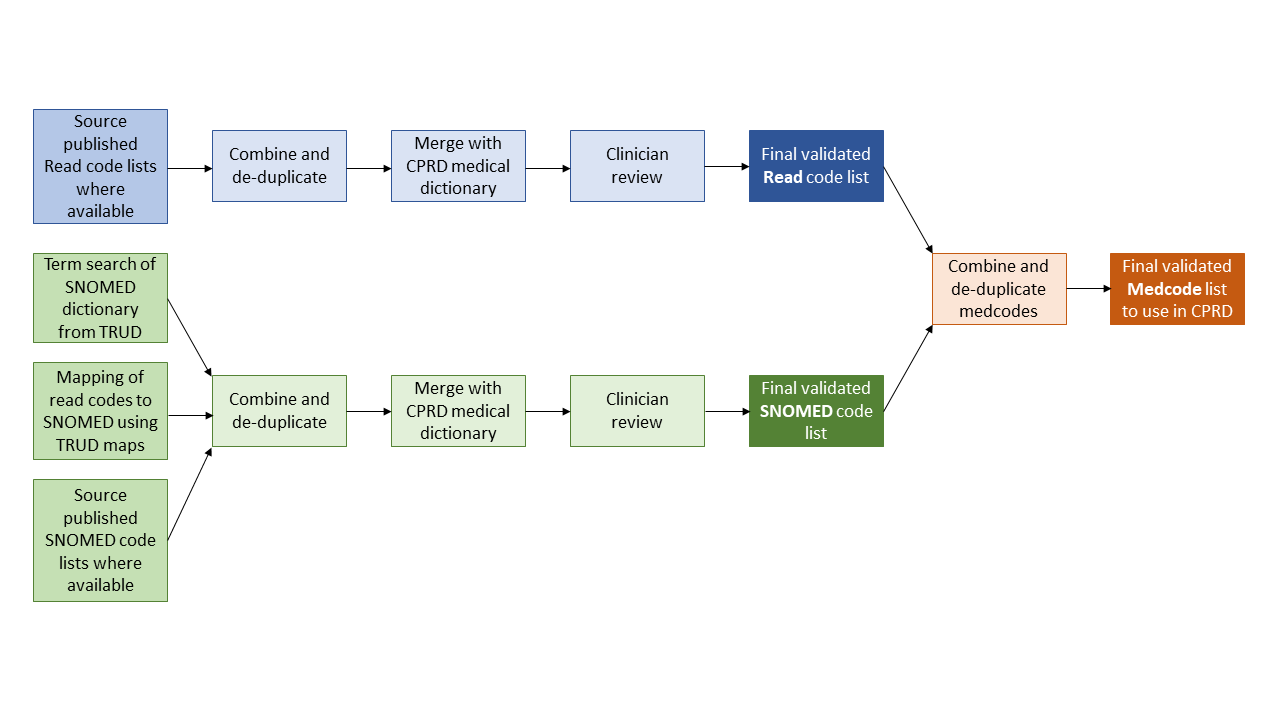 Source
published
Read code lists
where
available
Combine and
de-duplicate
Merge with
CPRD medical
dictionary
Clinician
review
Final validated
Read code list
Term search of
SNOMED
dictionary
from TRUD
Mapping of
read codes to
SNOMED using
TRUD maps
Source
published
SNOMED code
lists where
available
Combine and
de-duplicate
Merge with
CPRD medical
dictionary
Clinician
review
Final validated
SNOMED code
list
Combine and
de-duplicate
medcodes
Final validated
Medcode list
to use in CPRD